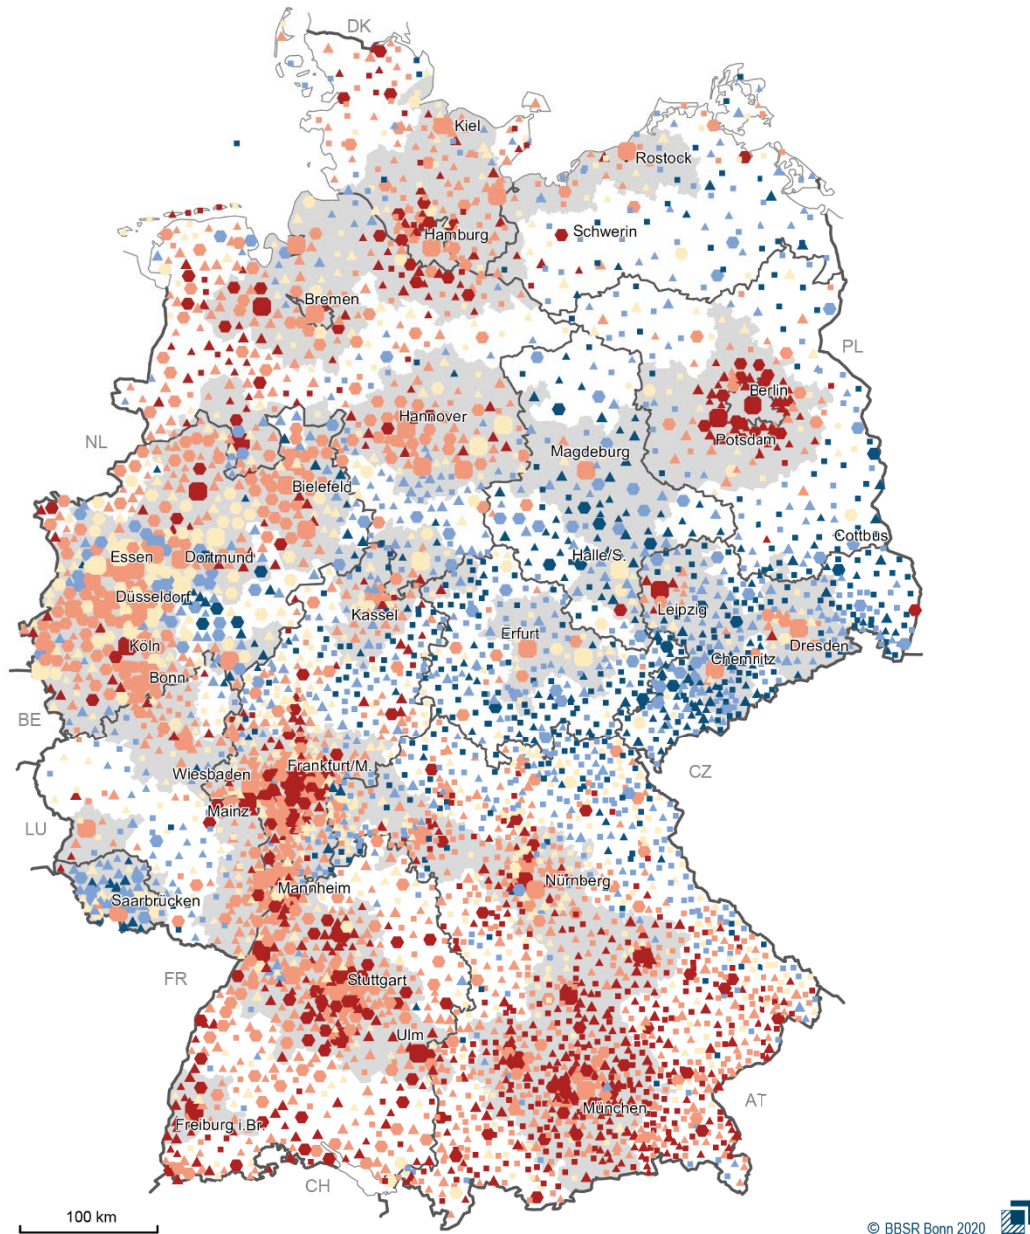 DK
Kiel
Rostock
Schwerin
Hamburg
Bremen
PL
Berlin
Hannover
Potsdam
NL
Magdeburg
Bielefeld
Cottbus
Essen
Dortmund
Halle/S.
Düsseldorf
Leipzig
Kassel
Erfurt
Dresden
Köln
Chemnitz
Bonn
BE
Wiesbaden
Frankfurt/M.
CZ
Mainz
LU
Mannheim
Nürnberg
Saarbrücken
FR
Stuttgart
Ulm
München
AT
Freiburg i.Br.
CH
100 km
© BBSR Bonn 2020